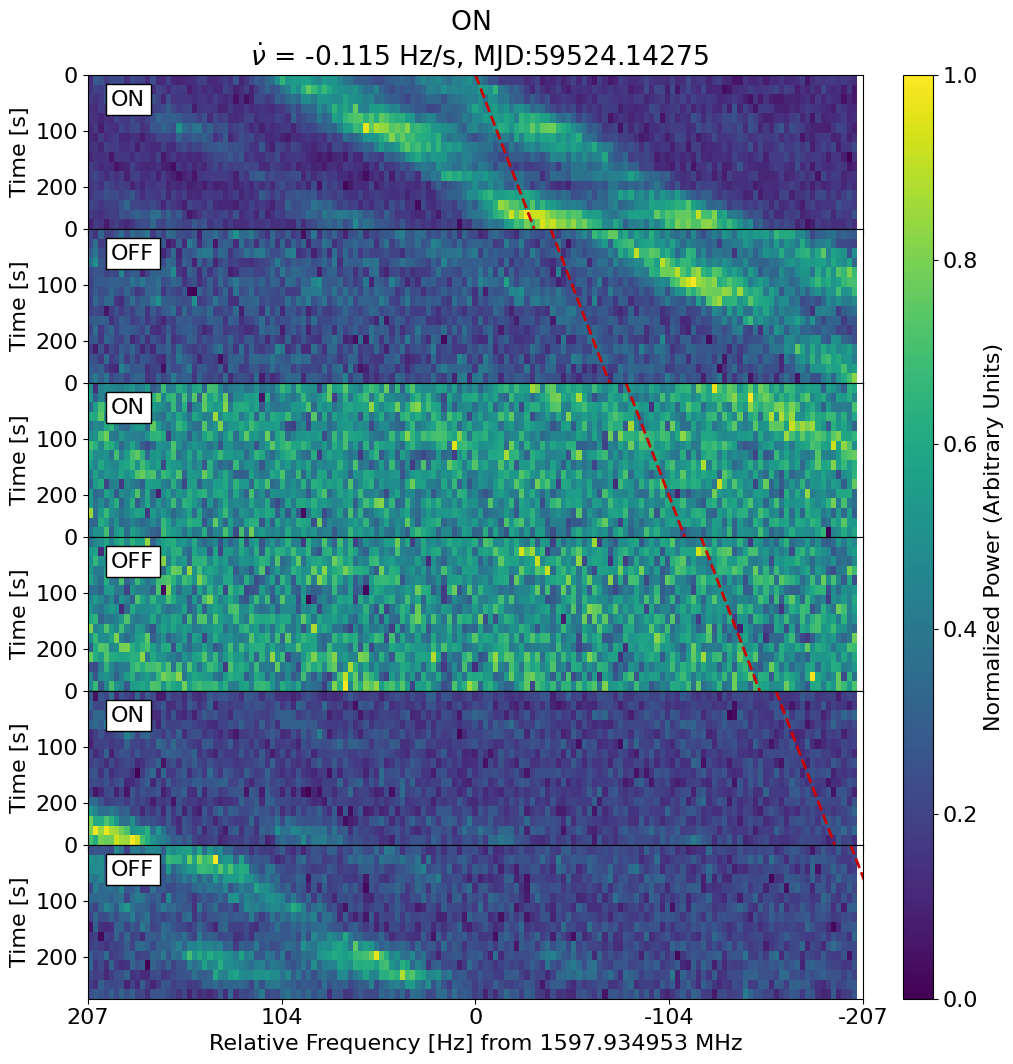 ON
ν̇ = -0.115 Hz/s, MJD:59524.14275
0
100
200
Time [s]
ON
0
100
200
Time [s]
OFF
0
100
200
Time [s]
ON
0
100
200
Time [s]
OFF
0
100
200
Time [s]
ON
0
100
200
Time [s]
OFF
207 104 0 -104 -207
Relative Frequency [Hz] from 1597.934953 MHz
1.0
0.8
0.6
0.4
0.2
0.0
Normalized Power (Arbitrary Units)